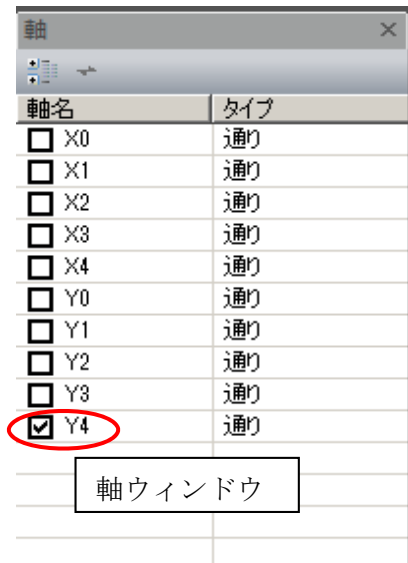 軸
軸名 タイプ
X0 通り
X1 通り
X2 通り
X3 通り
X4 通り
Y0 通り
Y1 通り
Y2 通り
Y3 通り
Y4 通り
軸ウィンドウ